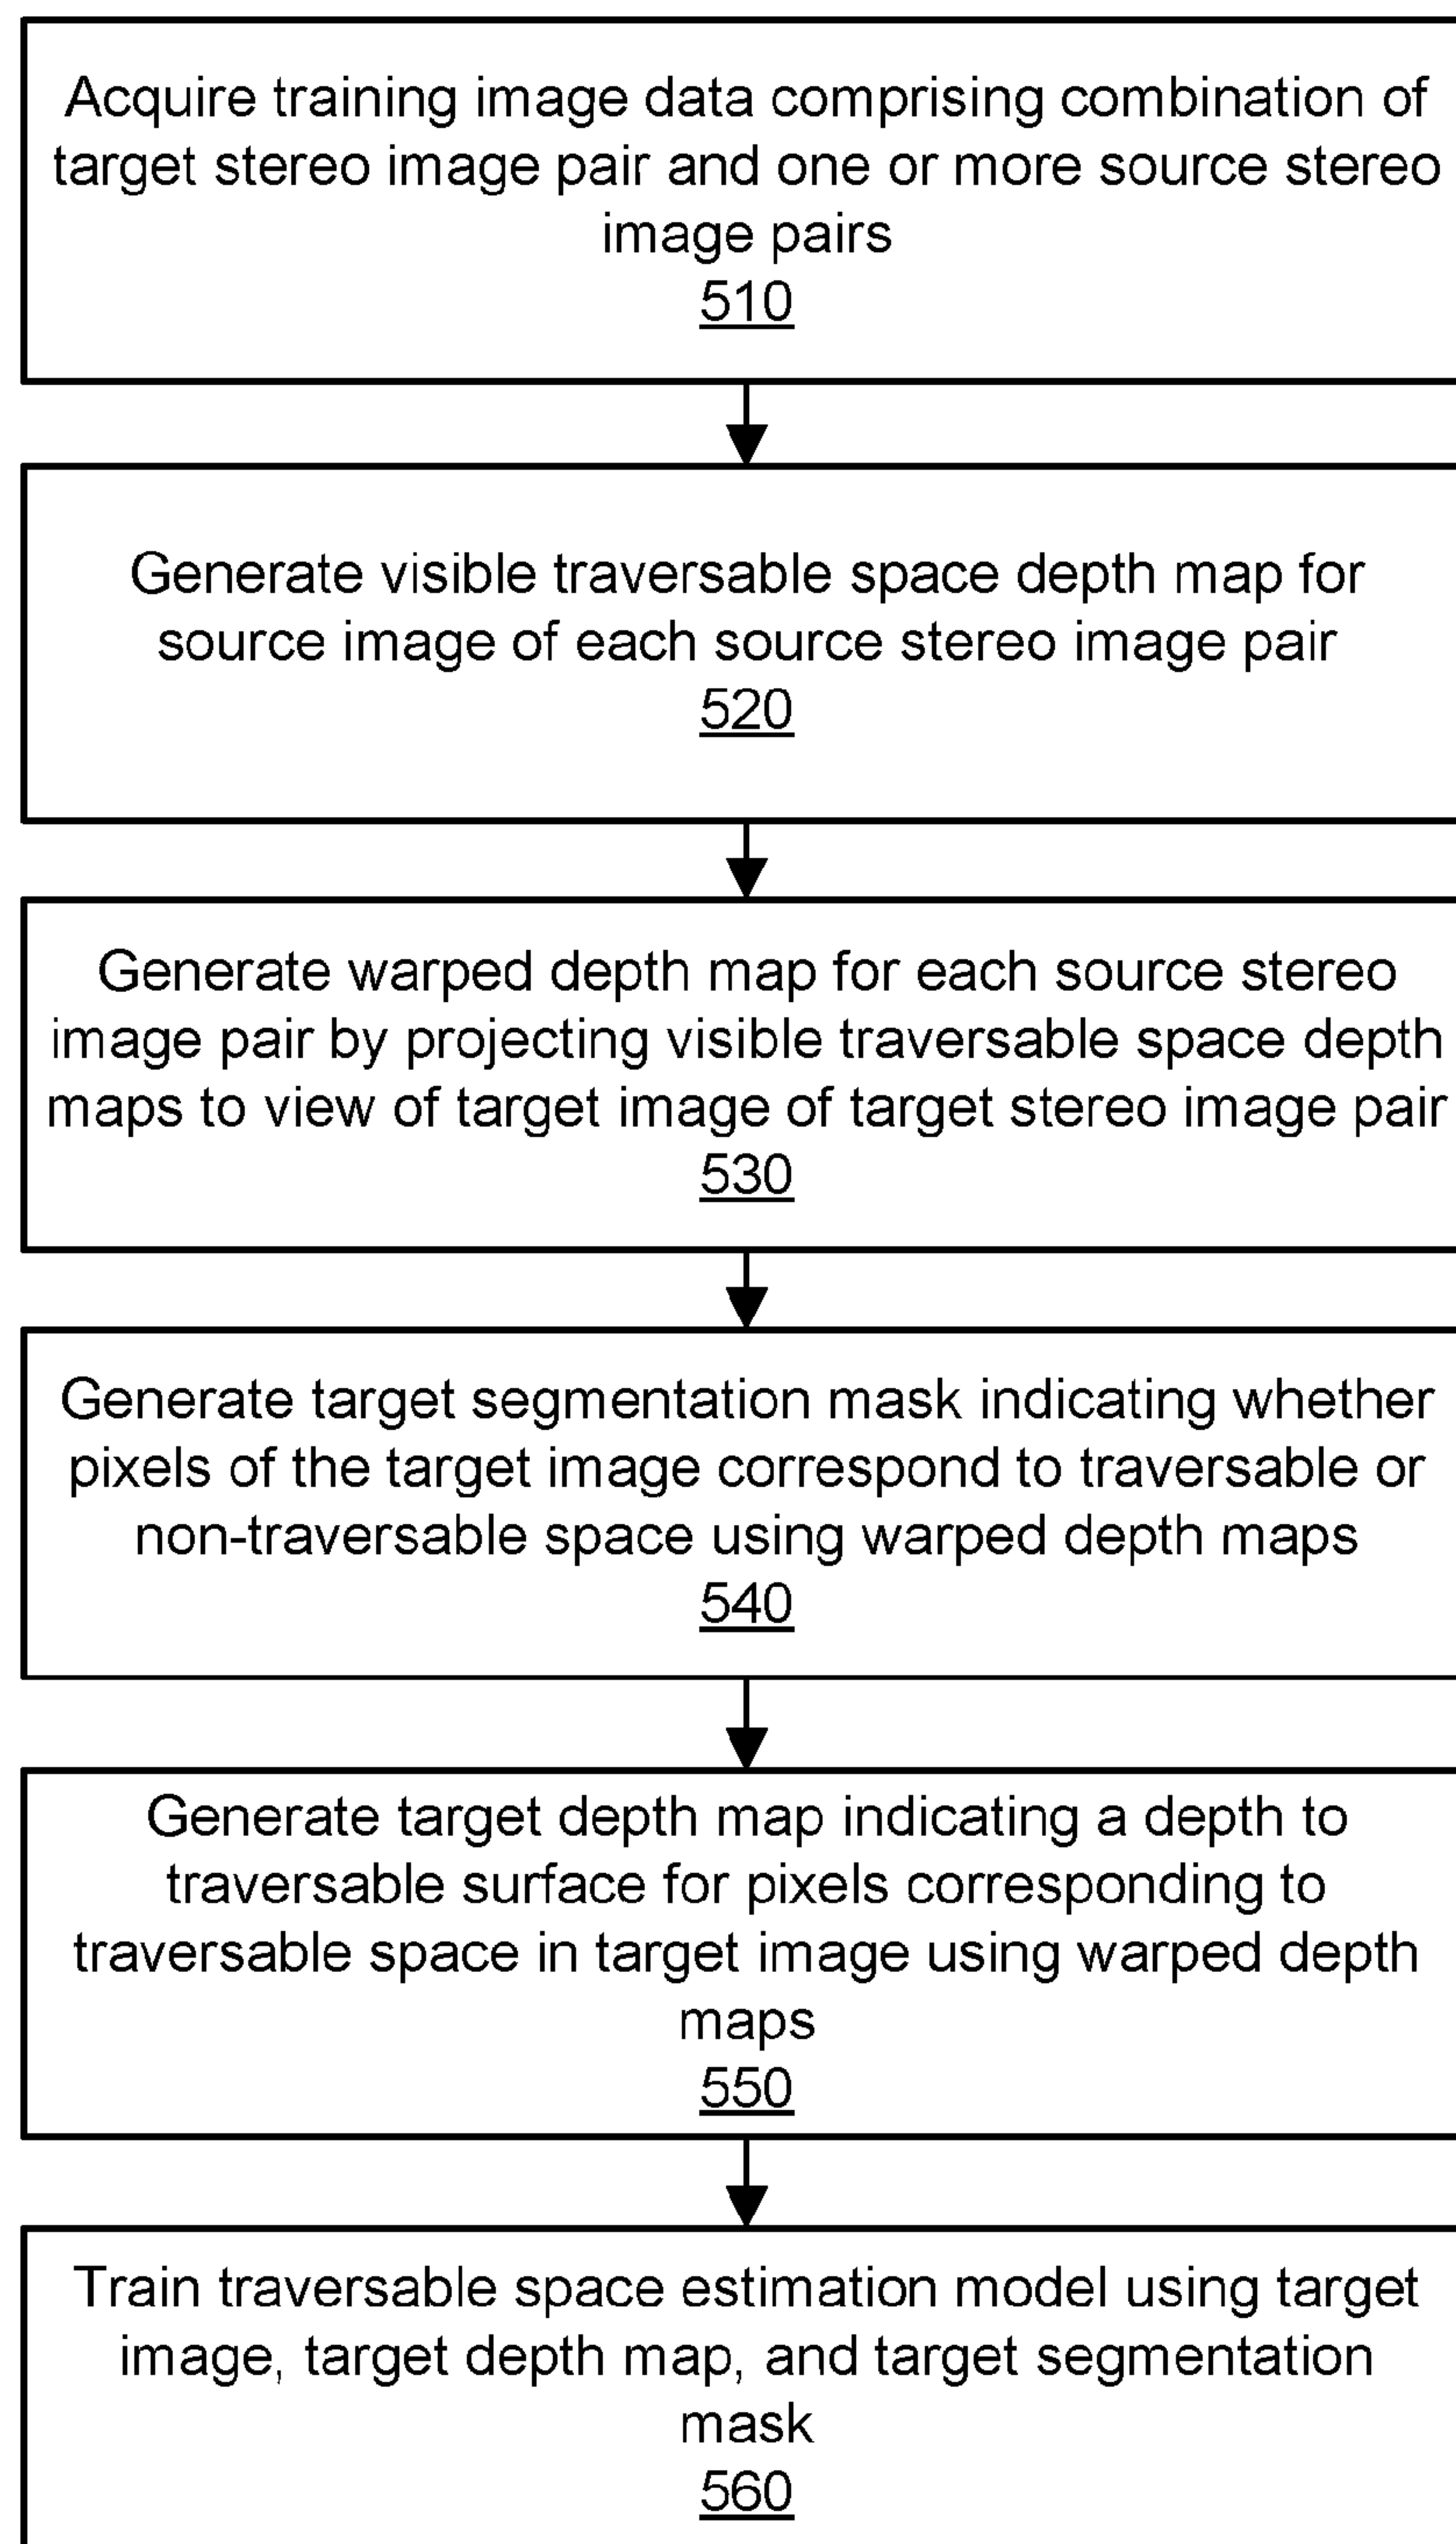 Acquire training image data comprising combination of
target stereo image pair and one or more source stereo
image pairs
510
Generate visible traversable space depth map for
source image of each source stereo image pair
520
Generate warped depth map for each source stereo
image pair by projecting visible traversable space depth
maps to view of target image of target stereo image pair
530
Generate target segmentation mask indicating whether
pixels of the target image correspond to traversable or
non-traversable space using warped depth maps
540
Generate target depth map indicating a depth to
traversable surface for pixels corresponding to
traversable space in target image using warped depth
maps
550
Train traversable space estimation model using target
image, target depth map, and target segmentation
mask
560